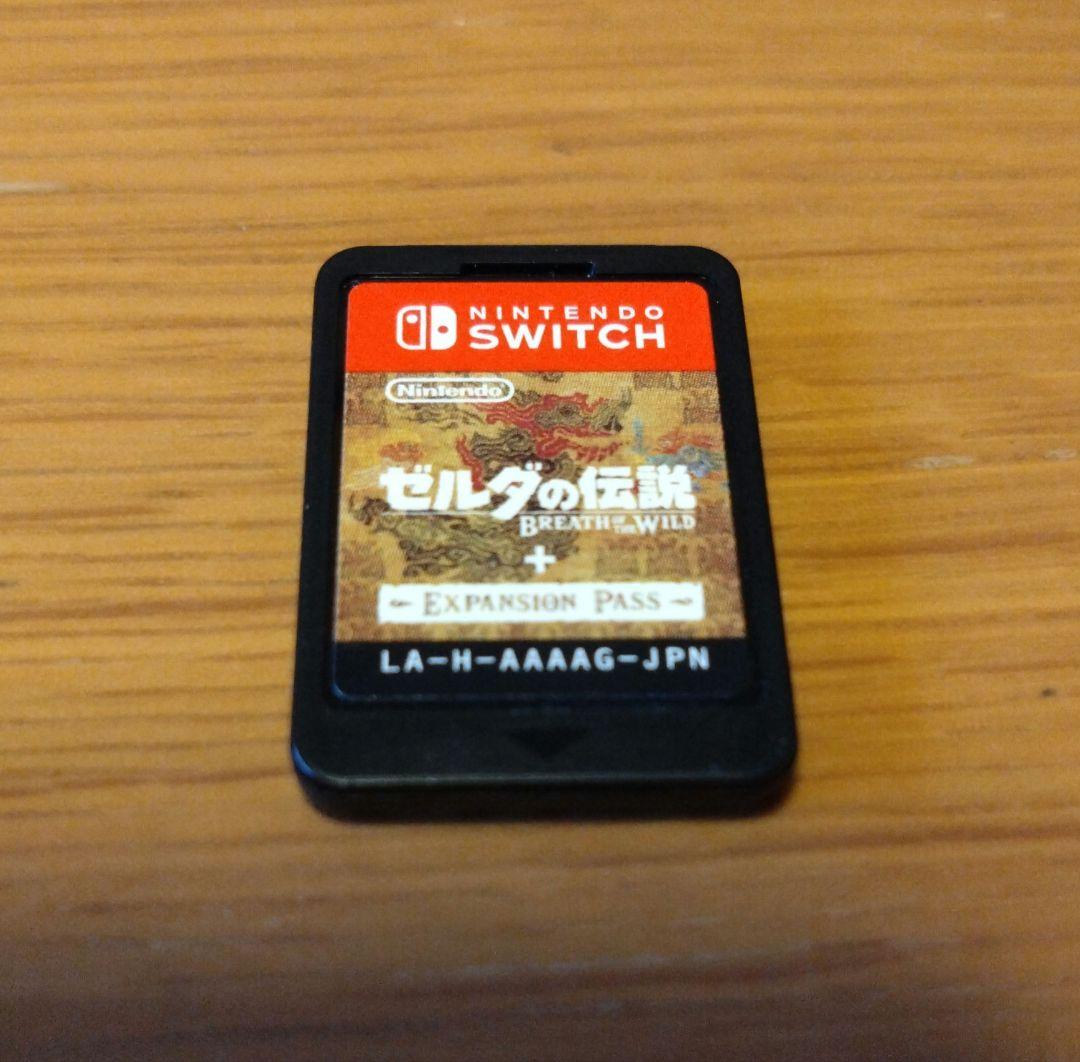 NINTENDO
SWITCH
Nintendo
ゼルダの伝説
BREATH OF THE WILD
+
EXPANSION PASS
LA-H-AAAAG-JPN